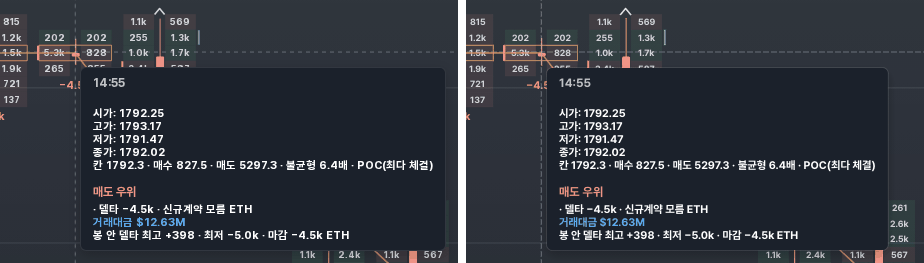 815 1.1k 569
1.2k 202 202 255 1.3k
1.5k 5.3k 828 1.0k 1.7k
1.9k 265
721 −4.5
137
k
14:55
시가: 1792.25
고가: 1793.17
저가: 1791.47
종가: 1792.02
칸 1792.3 · 매수 827.5 · 매도 5297.3 · 불균형 6.4배 · POC(최다 체결)
매도 우위
· 델타 −4.5k · 신규계약 모름 ETH
거래대금 $12.63M
봉 안 델타 최고 +398 · 최저 −5.0k · 마감 −4.5k ETH
1.1k 2.4k 1.1k 567
815 1.1k 569
1.2k 202 202 255 1.3k
1.5k 5.3k 828 1.0k 1.7k
1.9k 265
721 −4.
137
k
14:55
시가: 1792.25
고가: 1793.17
저가: 1791.47
종가: 1792.02
칸 1792.3 · 매수 827.5 · 매도 5297.3 · 불균형 6.4배 · POC(최다 체결)
매도 우위
· 델타 −4.5k · 신규계약 모름 ETH
거래대금 $12.63M
봉 안 델타 최고 +398 · 최저 −5.0k · 마감 −4.5k ETH
261
2.6k
2.5k
1.1k 2.4k 1.1k 567